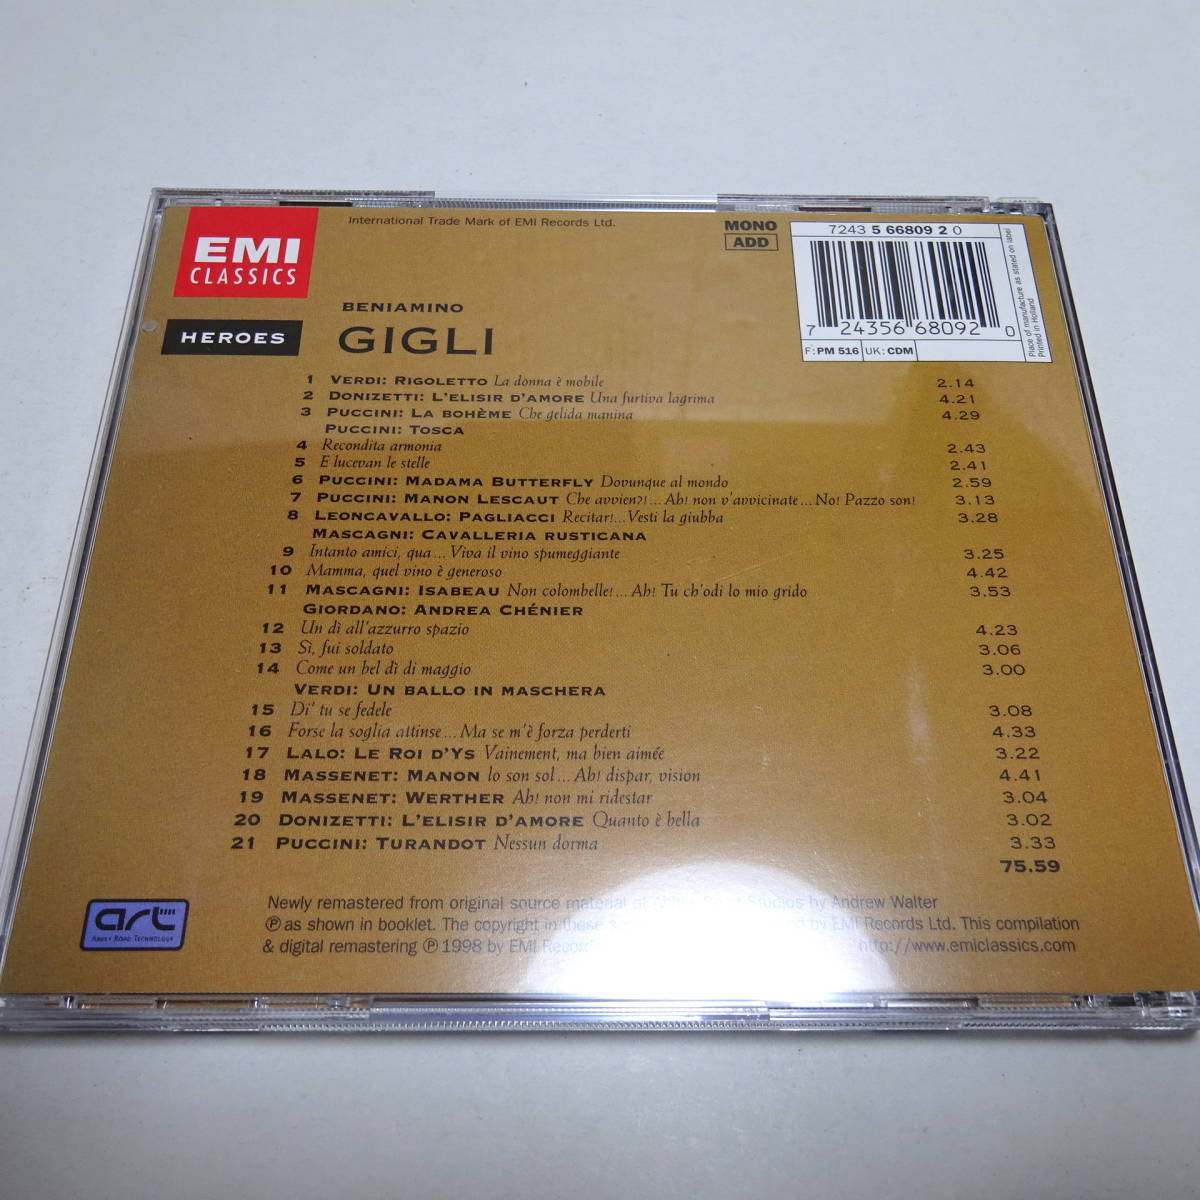 EMI
CLASSICS
International Trade Mark of EMI Records Ltd.
MONO
ADD
7243 5 66809 2 0
7 24356 68092 0
F: PM 516 UK: CDM
Place of manufacture as stated on label
Printed in Holland
HEROES
BENIAMINO
GIGLI
1 VERDI: RIGOLETTO La donna è mobile 2.14
2 DONIZETTI: L'ELISIR D'AMORE Una furtiva lagrima 4.21
3 PUCCINI: LA BOHÈME Che gelida manina 4.29
PUCCINI: TOSCA
4 Recondita armonia 2.43
5 E lucevan le stelle 2.41
6 PUCCINI: MADAMA BUTTERFLY Dovunque al mondo 2.59
7 PUCCINI: MANON LESCAUT Che avvien?!... Ah! non v'avvicinate... No! Pazzo son! 3.13
8 LEONCAVALLO: PAGLIACCI Recitar!...Vesti la giubba 3.28
MASCAGNI: CAVALLERIA RUSTICANA
9 Intanto amici, qua... Viva il vino spumeggiante 3.25
10 Mamma, quel vino è generoso 4.42
11 MASCAGNI: ISABEAU Non colombelle!... Ah! Tu ch'odi lo mio grido 3.53
GIORDANO: ANDREA CHÉNIER
12 Un dì all'azzurro spazio 4.23
13 Sì, fui soldato 3.06
14 Come un bel dì di maggio 3.00
VERDI: UN BALLO IN MASCHERA
15 Di' tu se fedele 3.08
16 Forse la soglia attinse... Ma se m'è forza perderti 4.33
17 LALO: LE ROI D'YS Vainement, ma bien aimée 3.22
18 MASSENET: MANON Io son sol... Ah! dispar, vision 4.41
19 MASSENET: WERTHER Ah! non mi ridestar 3.04
20 DONIZETTI: L'ELISIR D'AMORE Quanto è bella 3.02
21 PUCCINI: TURANDOT Nessun dorma 3.33
75.59
art
ABBEY ROAD TECHNOLOGY
Newly remastered from original source material at Abbey Road Studios by Andrew Walter
℗ as shown in booklet. The copyright in these by EMI Records Ltd. This compilation
& digital remastering ℗ 1998 by EMI Records http://www.emiclassics.com